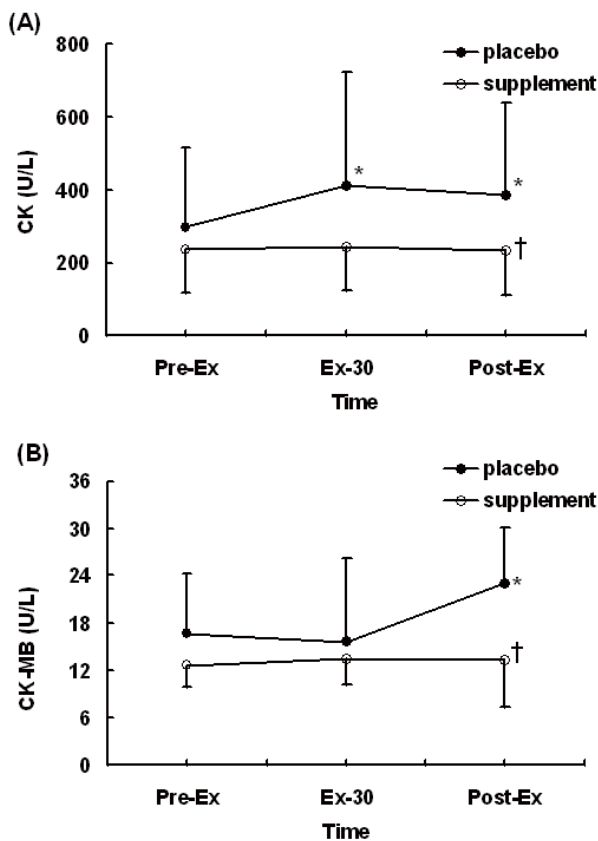 (A)
800
600
400
200
0
CK (U/L)
placebo
supplement
*
*
†
Pre-Ex
Ex-30
Post-Ex
Time
(B)
36
30
24
18
12
6
0
CK-MB (U/L)
placebo
supplement
*
†
Pre-Ex
Ex-30
Post-Ex
Time